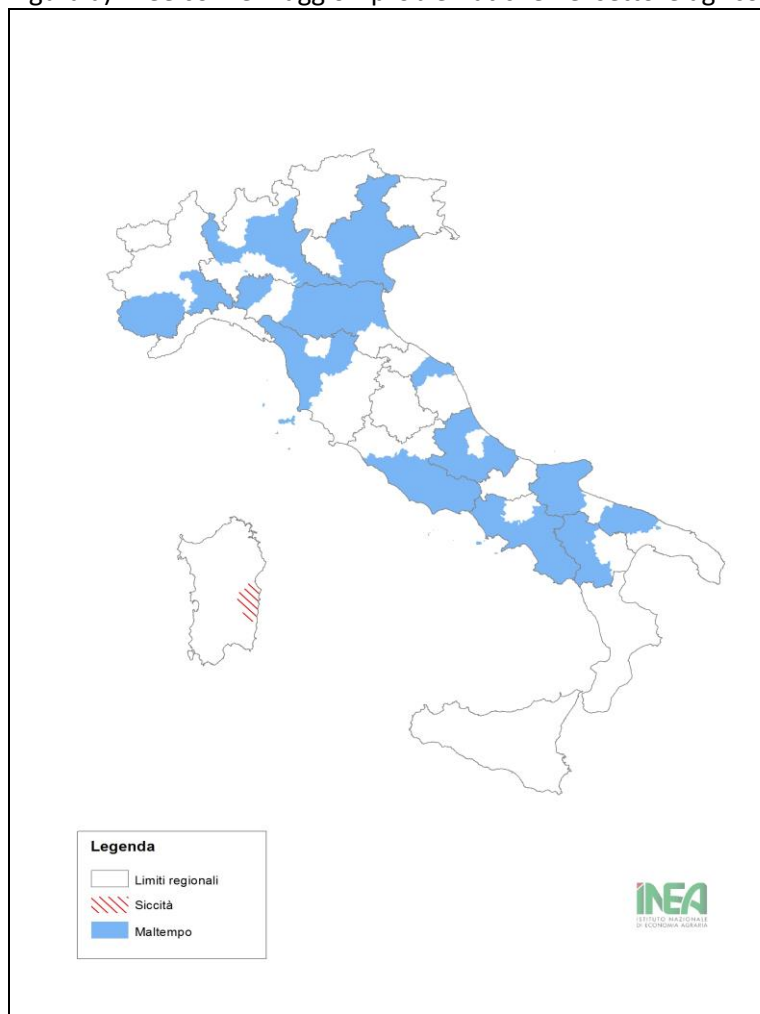 Legenda
Limiti regionali
Siccità
Maltempo
INEA
ISTITUTO NAZIONALE
DI ECONOMIA AGRARIA